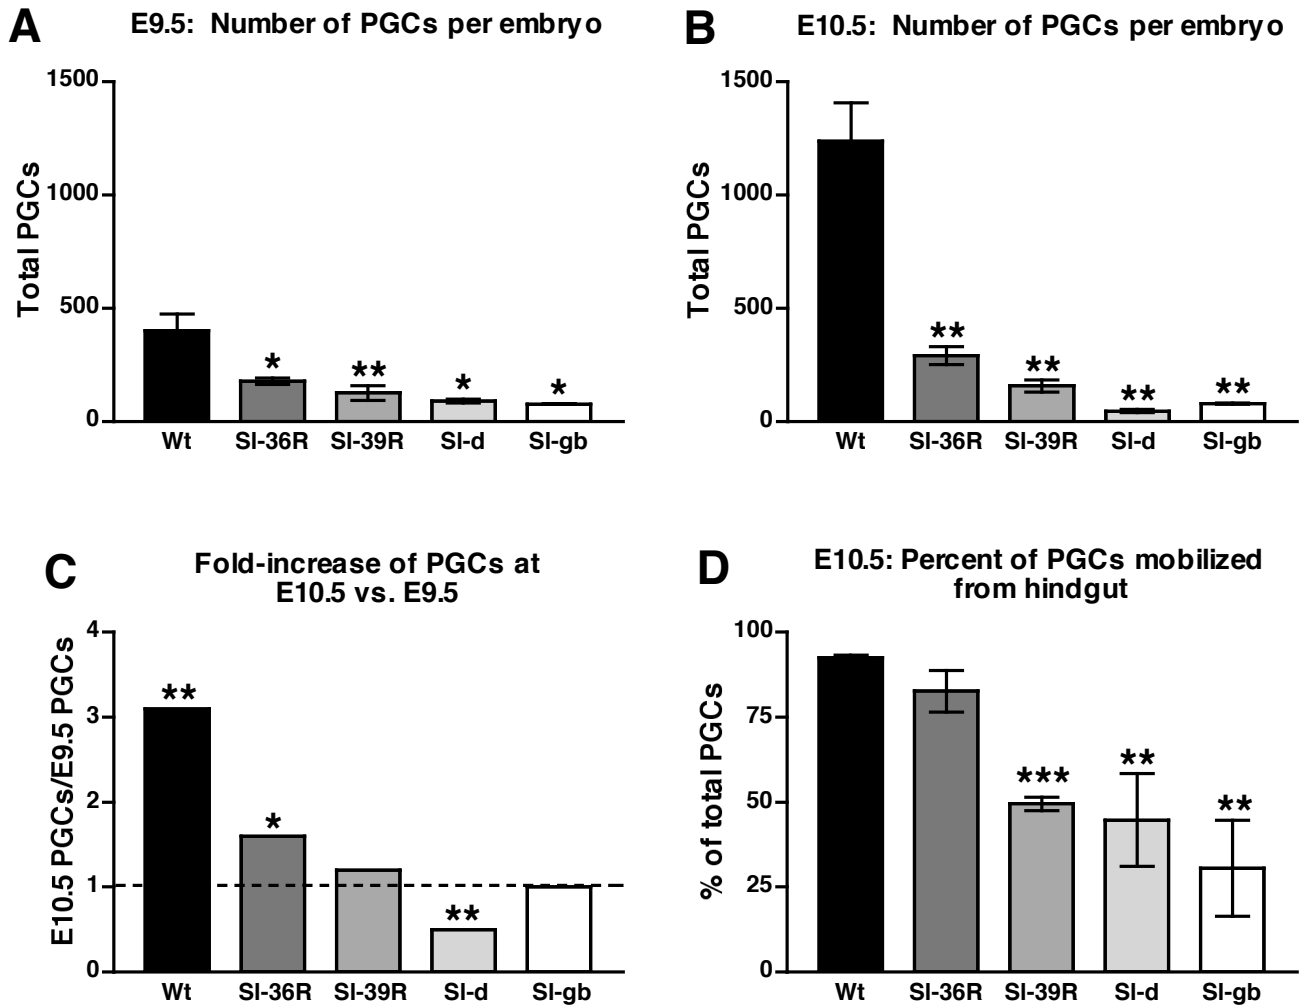 A
E9.5: Number of PGCs per embryo
Total PGCs
1500
1000
500
0
*
**
*
*
Wt
Sl-36R
Sl-39R
Sl-d
Sl-gb
B
E10.5: Number of PGCs per embryo
Total PGCs
1500
1000
500
0
**
**
**
**
Wt
Sl-36R
Sl-39R
Sl-d
Sl-gb
C
Fold-increase of PGCs at
E10.5 vs. E9.5
E10.5 PGCs/E9.5 PGCs
4
3
2
1
0
**
*
**
Wt
Sl-36R
Sl-39R
Sl-d
Sl-gb
D
E10.5: Percent of PGCs mobilized
from hindgut
% of total PGCs
100
75
50
25
0
***
**
**
Wt
Sl-36R
Sl-39R
Sl-d
Sl-gb